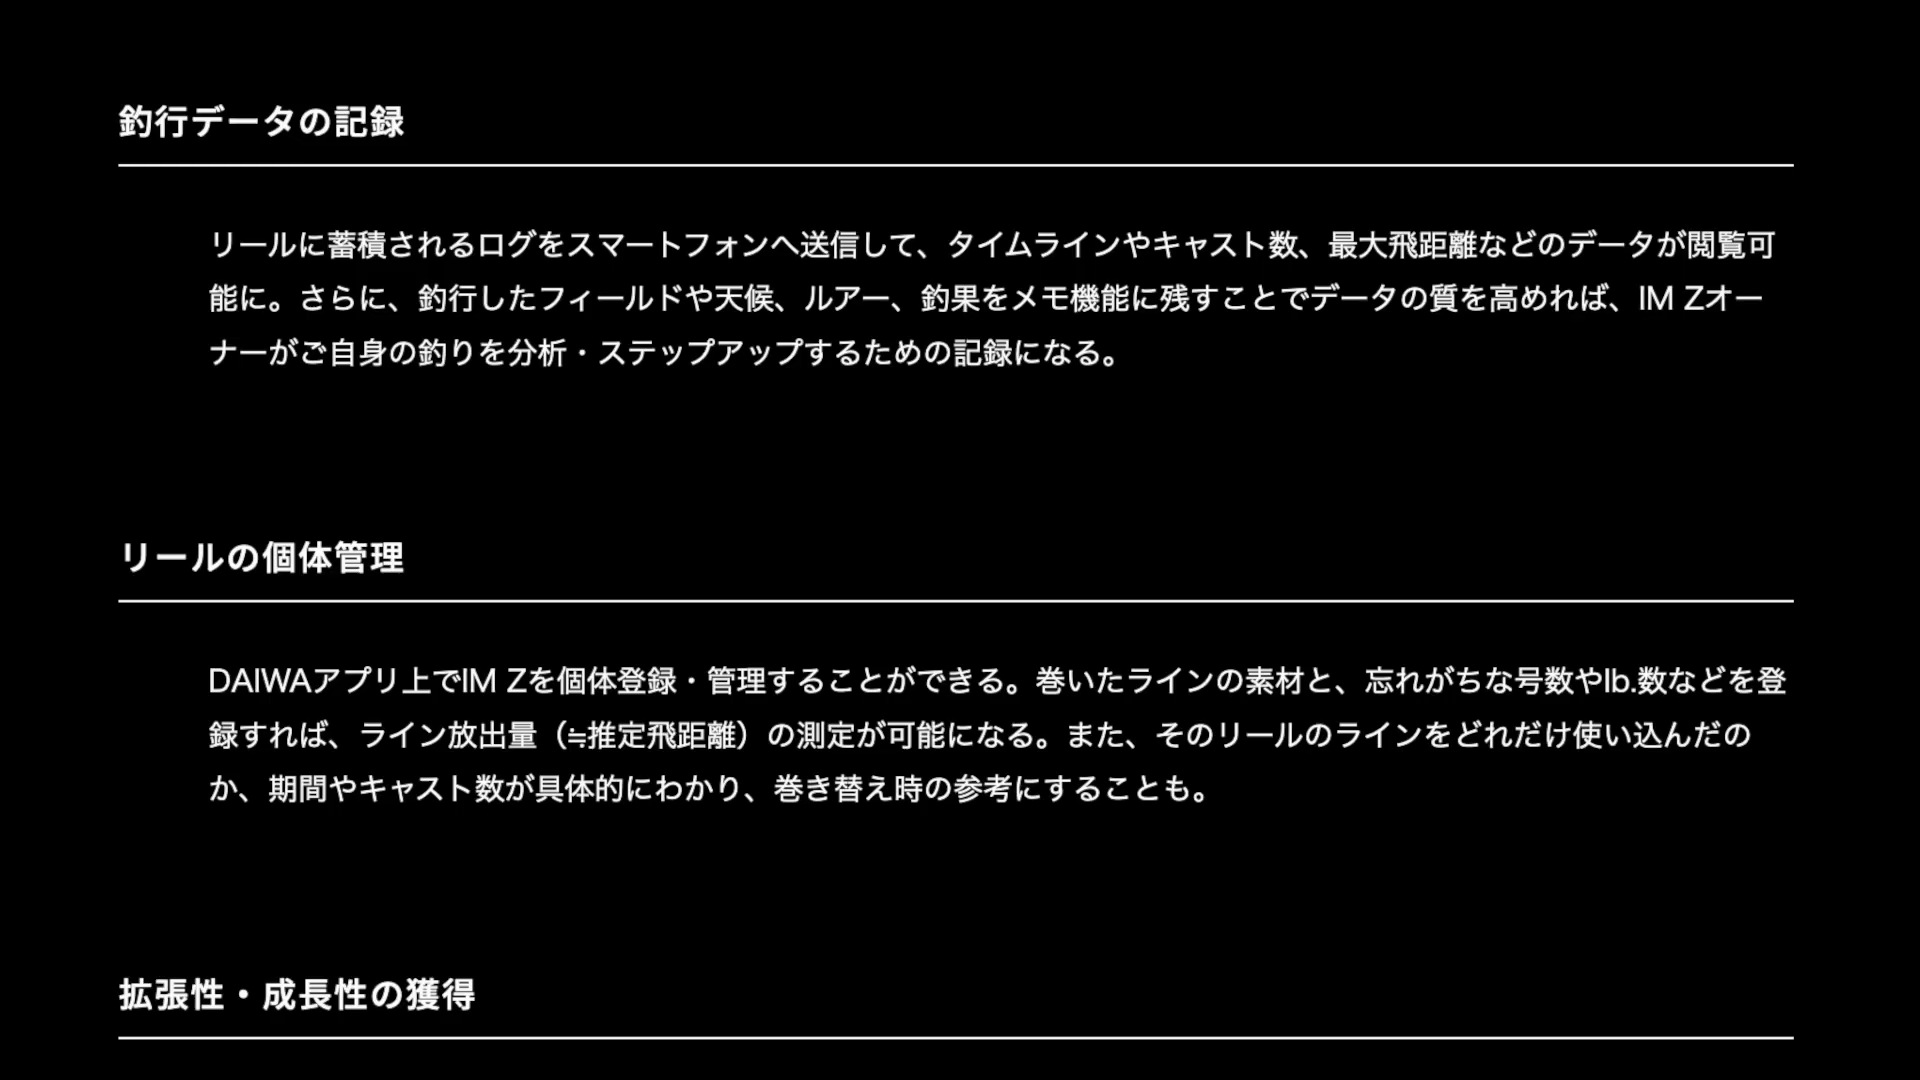 釣行データの記録
リールに蓄積されるログをスマートフォンへ送信して、タイムラインやキャスト数、最大飛距離などのデータが閲覧可
能に。さらに、釣行したフィールドや天候、ルアー、釣果をメモ機能に残すことでデータの質を高めれば、IM Zオー
ナーがご自身の釣りを分析・ステップアップするための記録になる。
リールの個体管理
DAIWAアプリ上でIM Zを個体登録・管理することができる。巻いたラインの素材と、忘れがちな号数やlb.数などを登
録すれば、ライン放出量（≒推定飛距離）の測定が可能になる。また、そのリールのラインをどれだけ使い込んだの
か、期間やキャスト数が具体的にわかり、巻き替え時の参考にすることも。
拡張性・成長性の獲得